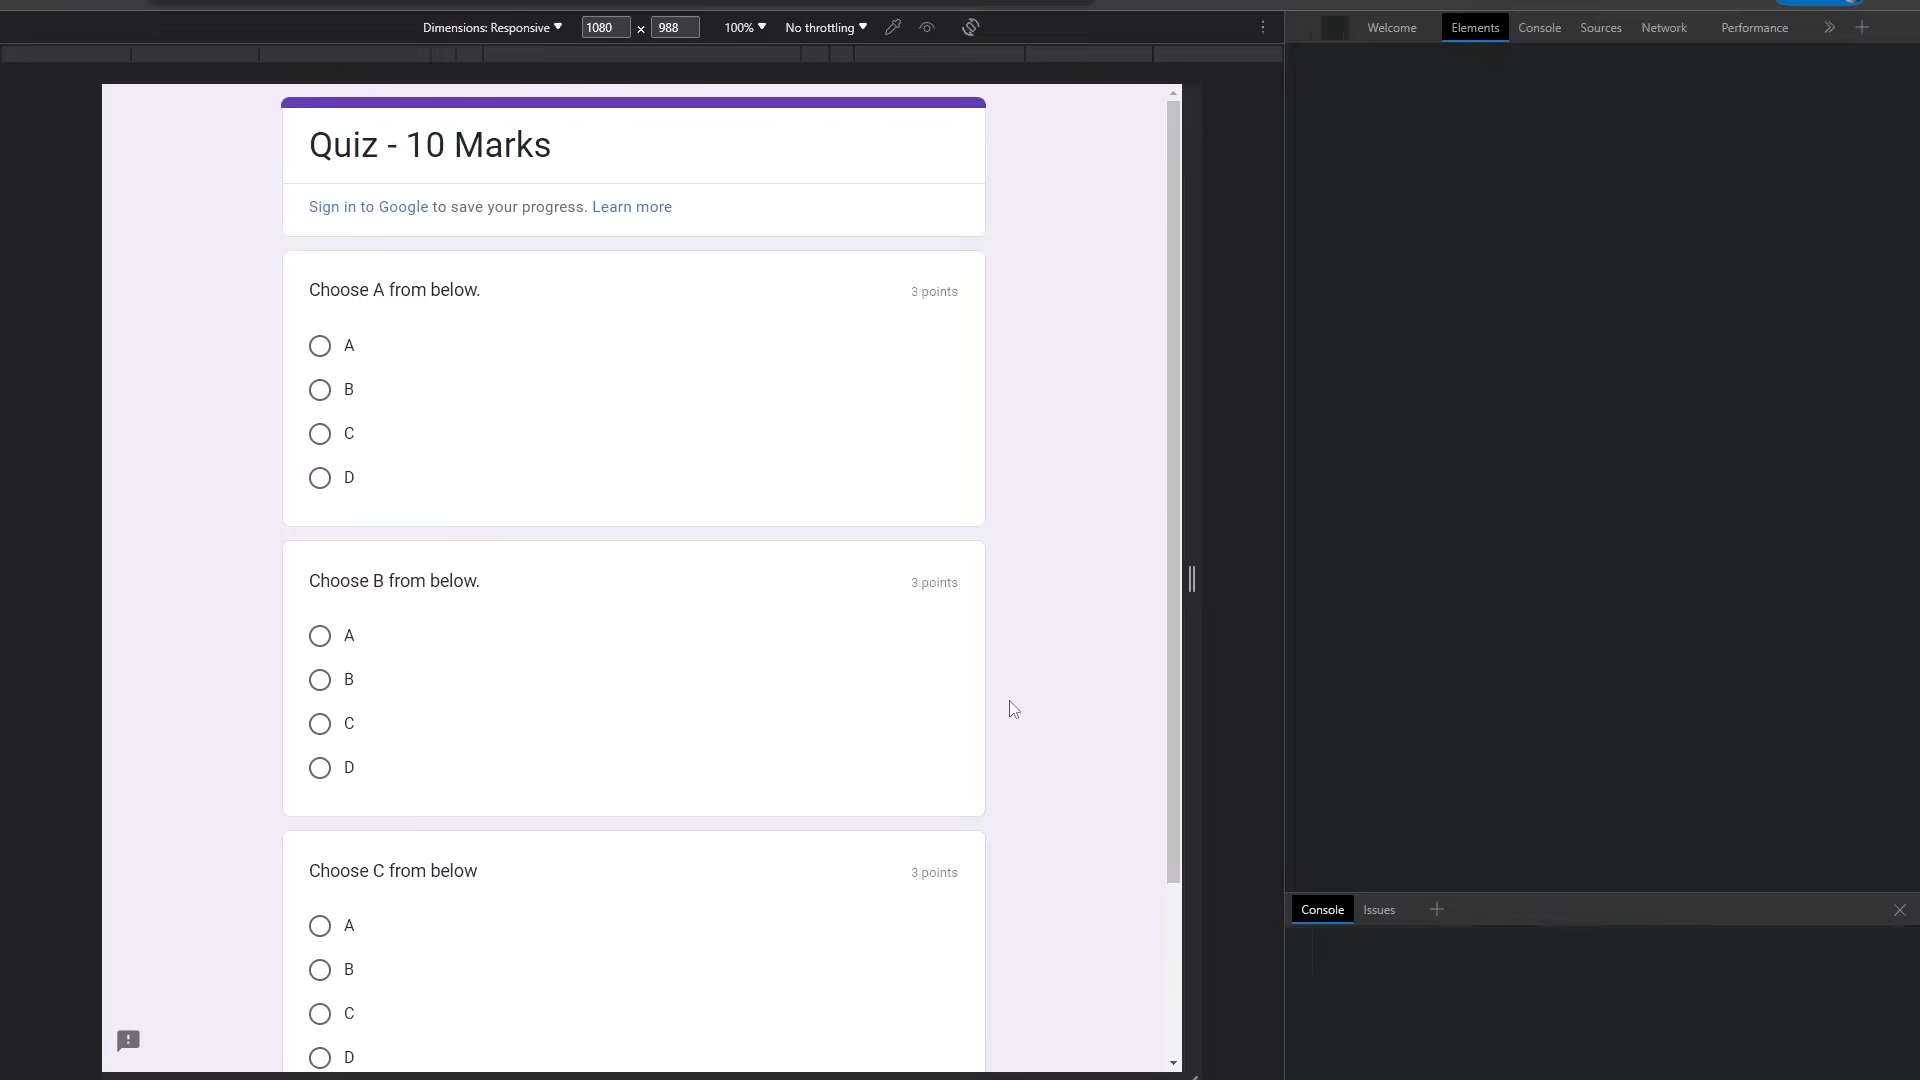 Dimensions: Responsive 1080 x 988 100% No throttling
Welcome Elements Console Sources Network Performance
Quiz - 10 Marks
Sign in to Google to save your progress. Learn more
Choose A from below. 3 points
A
B
C
D
Choose B from below. 3 points
A
B
C
D
Choose C from below 3 points
A
B
C
D
Console Issues